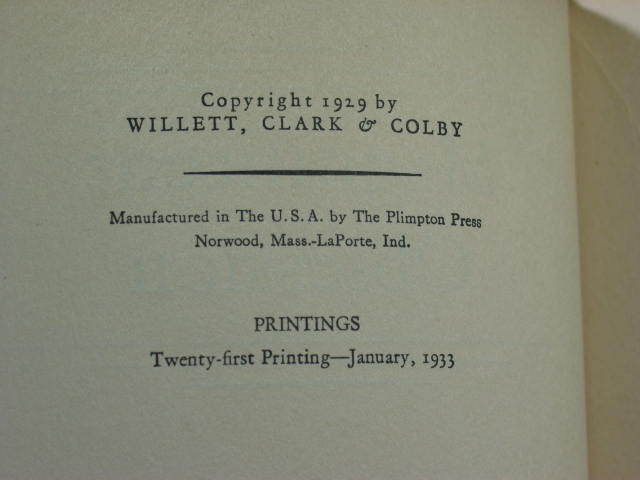 Copyright 1929 by
WILLETT, CLARK & COLBY
Manufactured in The U. S. A. by The Plimpton Press
Norwood, Mass.-LaPorte, Ind.
PRINTINGS
Twenty-first Printing—January, 1933